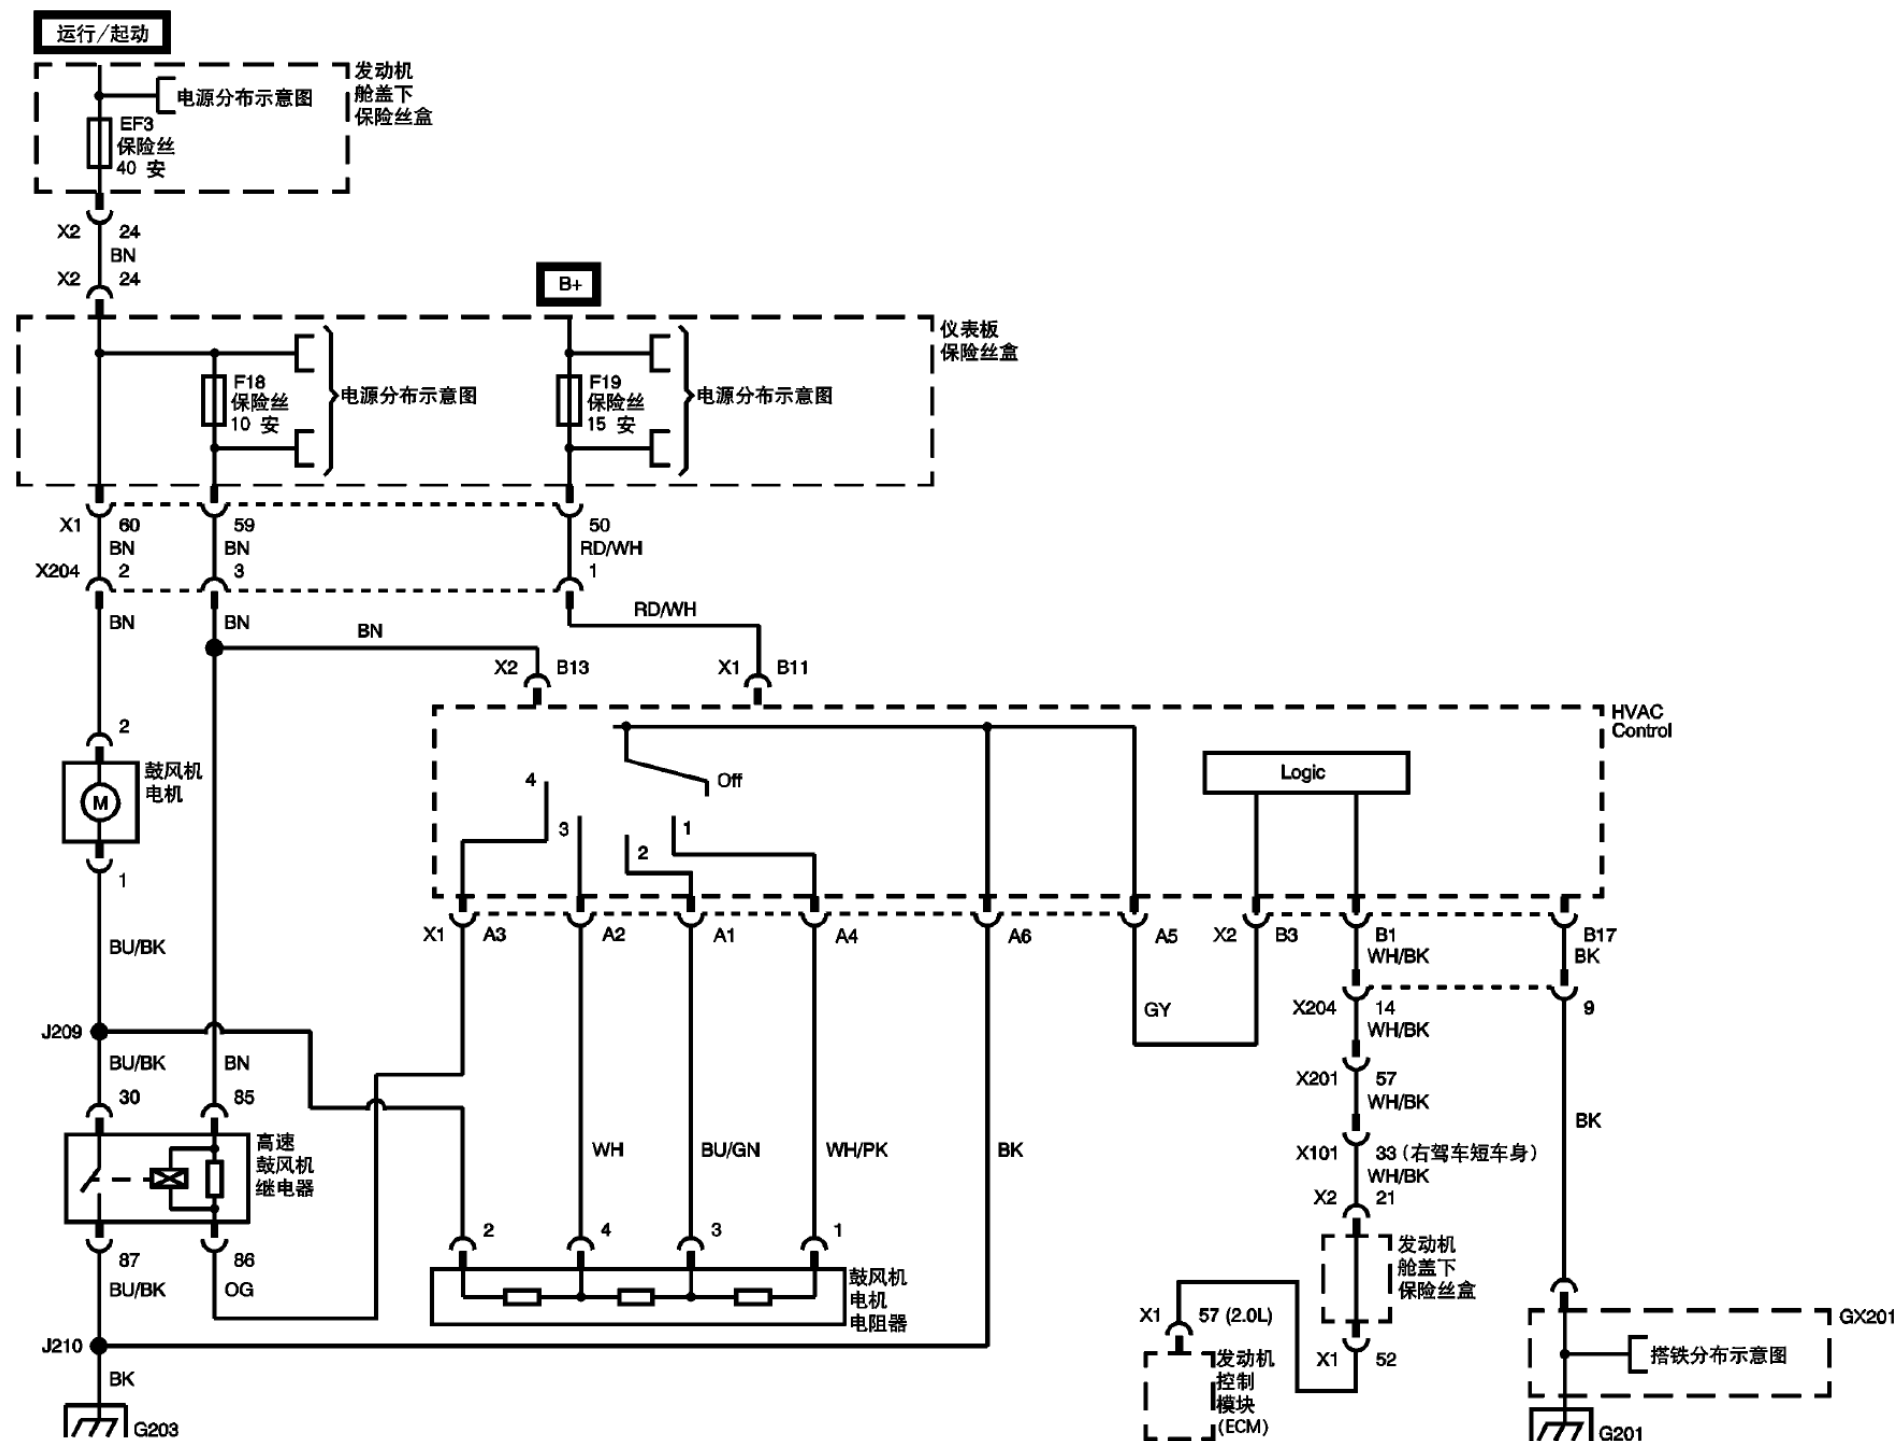 运行/起动
发动机
舱盖下
保险丝盒
电源分布示意图
EF3
保险丝
40 安
X2 24
BN
X2 24
B+
仪表板
保险丝盒
F18
保险丝
10 安
电源分布示意图
F19
保险丝
15 安
电源分布示意图
X1 60 59 50
BN BN RD/WH
X204 2 3 1
BN BN
BN
RD/WH
X2 B13 X1 B11
2
HVAC
Control
鼓风机
电机
M
4
Off
Logic
3
1
2
1
X1 A3 A2 A1 A4 A6 A5 X2 B3 B1 B17
BU/BK
WH/BK BK
GY
X204 14 9
WH/BK
J209
BU/BK BN
X201 57
WH/BK
30 85
BK
高速
鼓风机
继电器
WH BU/GN WH/PK BK
X101 33 (右驾车短车身)
WH/BK
X2 21
2 4 3 1
87 86
BU/BK OG
鼓风机
电机
电阻器
发动机
舱盖下
保险丝盒
X1 57 (2.0L)
GX201
J210
发动机
控制
模块
(ECM)
X1 52
搭铁分布示意图
BK
G203
G201